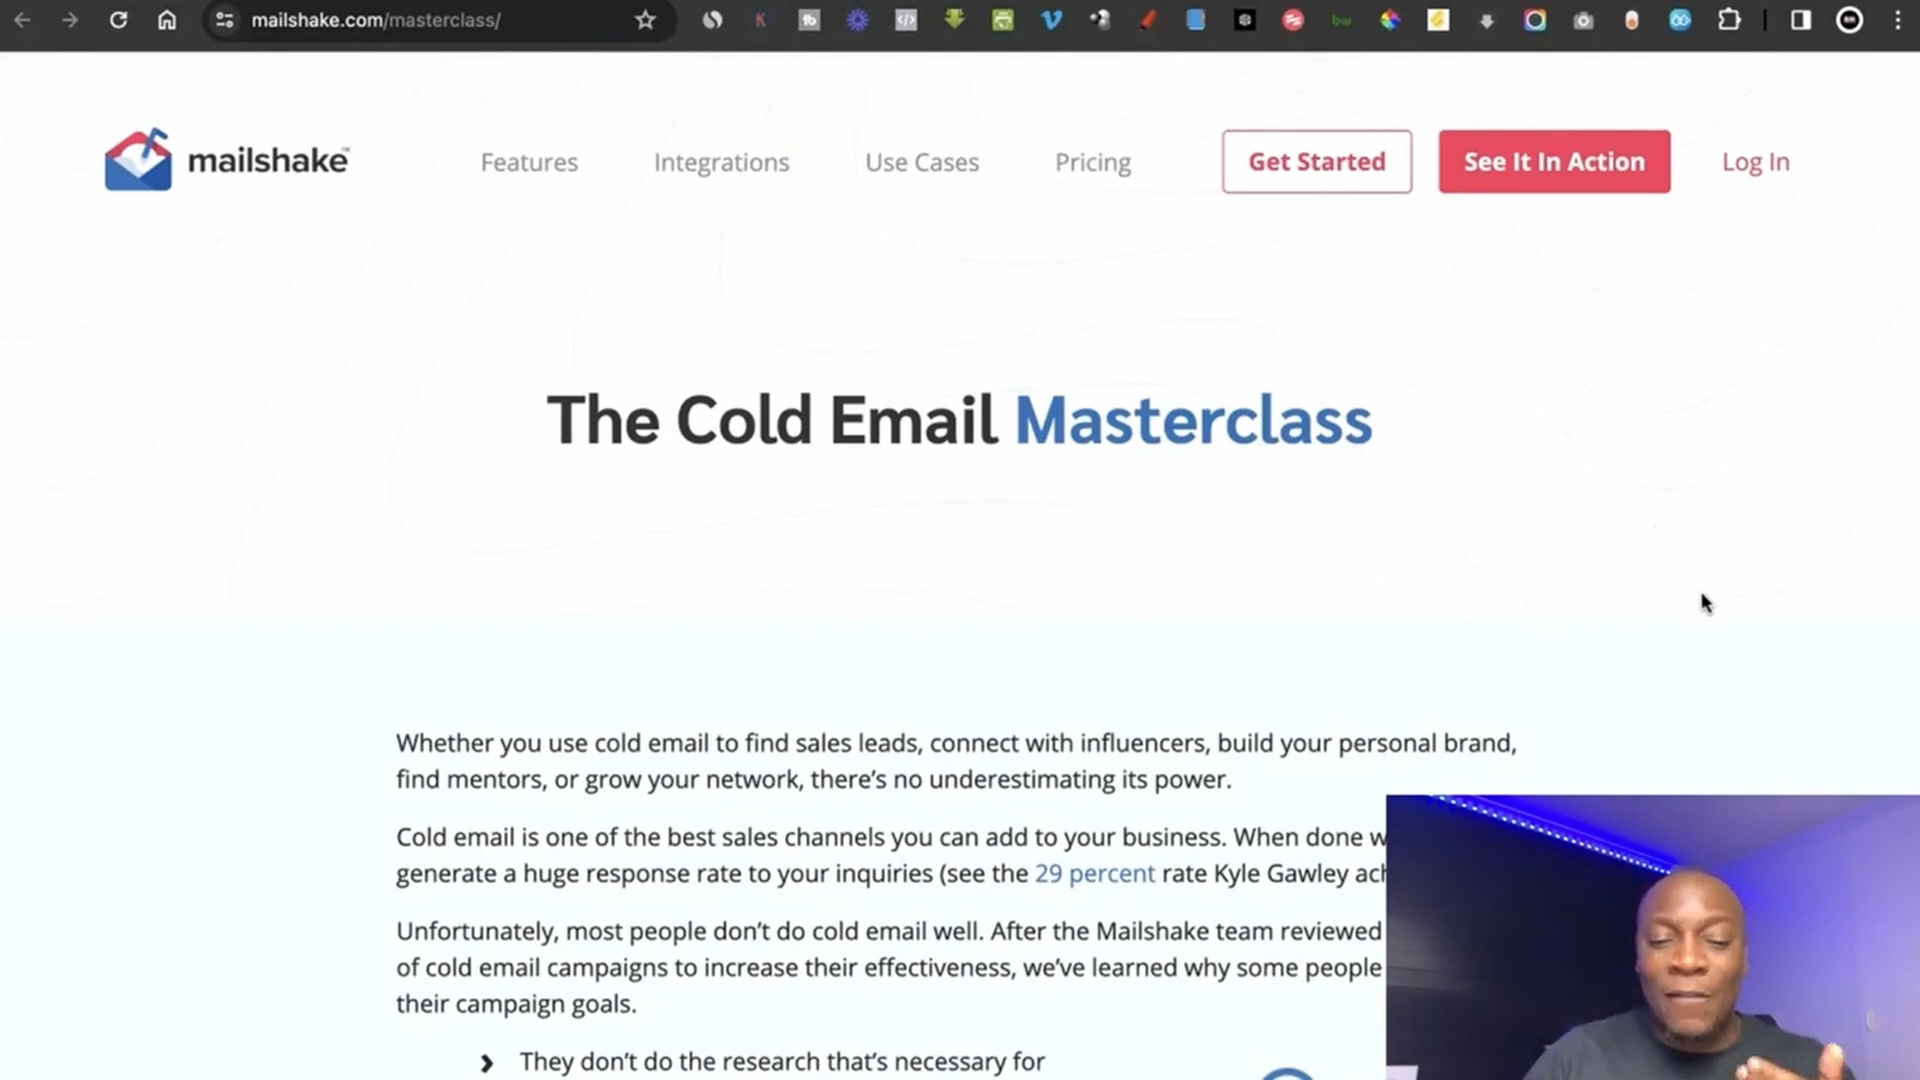 mailshake.com/masterclass/
mailshake™
Features
Integrations
Use Cases
Pricing
Get Started
See It In Action
Log In
The Cold Email Masterclass
Whether you use cold email to find sales leads, connect with influencers, build your personal brand,
find mentors, or grow your network, there’s no underestimating its power.
Cold email is one of the best sales channels you can add to your business. When done
generate a huge response rate to your inquiries (see the 29 percent rate Kyle Gawley
Unfortunately, most people don’t do cold email well. After the Mailshake team reviewed
of cold email campaigns to increase their effectiveness, we’ve learned why some people
their campaign goals.
They don’t do the research that’s necessary for